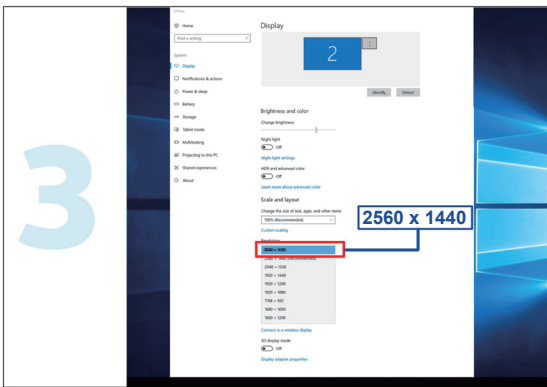 3
Settings
Home
Find a setting
System
Display
Notifications & actions
Power & sleep
Battery
Storage
Tablet mode
Multitasking
Projecting to this PC
Shared experiences
About
Display
2
1
Identify
Detect
Brightness and color
Change brightness
Night light
Off
Night light settings
HDR and advanced color
Off
Learn more about advanced color
Scale and layout
Change the size of text, apps, and other items
100% (Recommended)
Custom scaling
Resolution
2560 × 1440
(Recommended)
2048 × 1536
1920 × 1440
1920 × 1200
1920 × 1080
1680 × 1050
1600 × 1200
Connect to a wireless display
3D display mode
Off
Display adapter properties
2560 x 1440